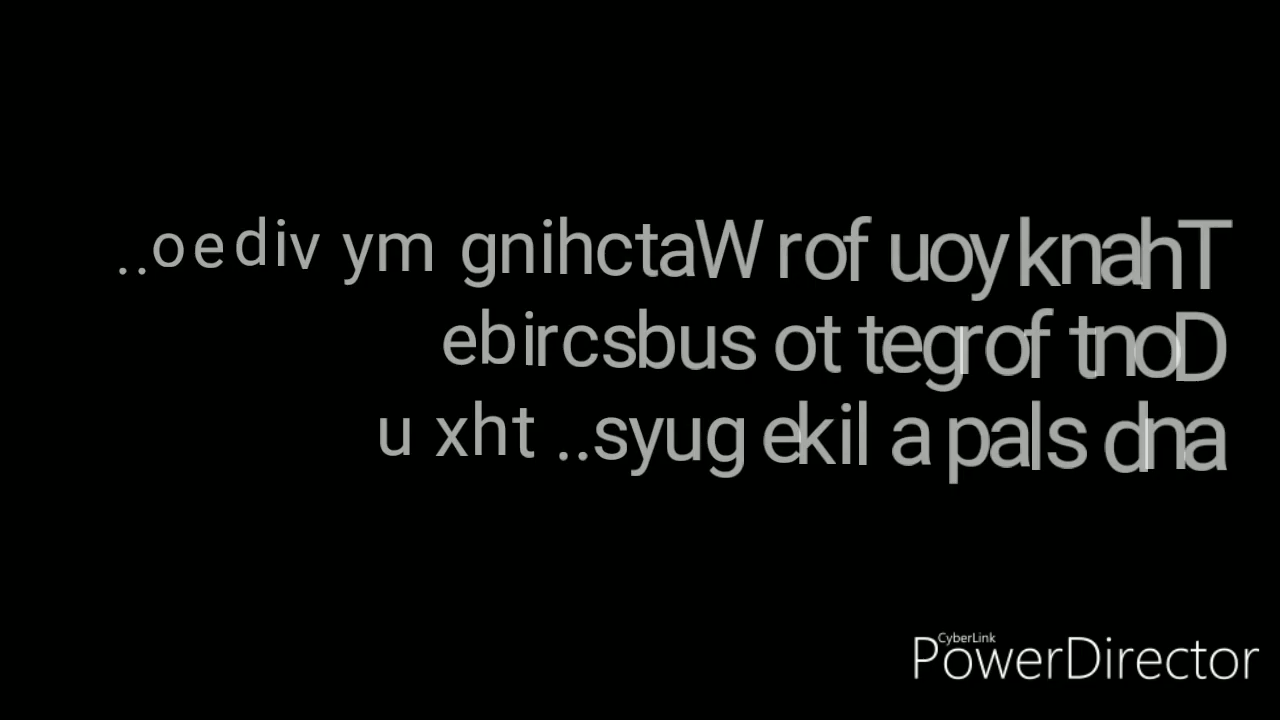 ..oediv ym gnihctaW rof uoy knahT
ebircsbus ot tegrof tnoD
u xht ..syug ekil a pals dna
CyberLink
PowerDirector